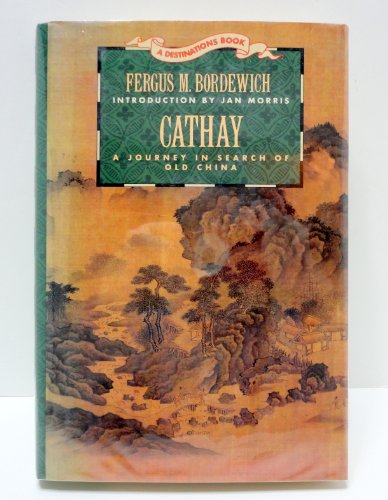 A DESTINATIONS BOOK
FERGUS M. BORDEWICH
INTRODUCTION BY JAN MORRIS
CATHAY
A JOURNEY IN SEARCH OF
OLD CHINA